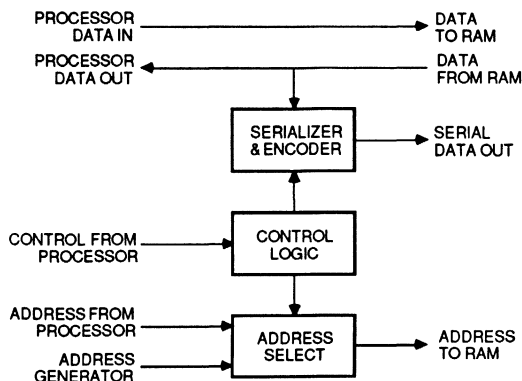 PROCESSOR
DATA IN
DATA
TO RAM
PROCESSOR
DATA OUT
DATA
FROM RAM
SERIALIZER
& ENCODER
SERIAL
DATA OUT
CONTROL FROM
PROCESSOR
CONTROL
LOGIC
ADDRESS FROM
PROCESSOR
ADDRESS
GENERATOR
ADDRESS
SELECT
ADDRESS
TO RAM